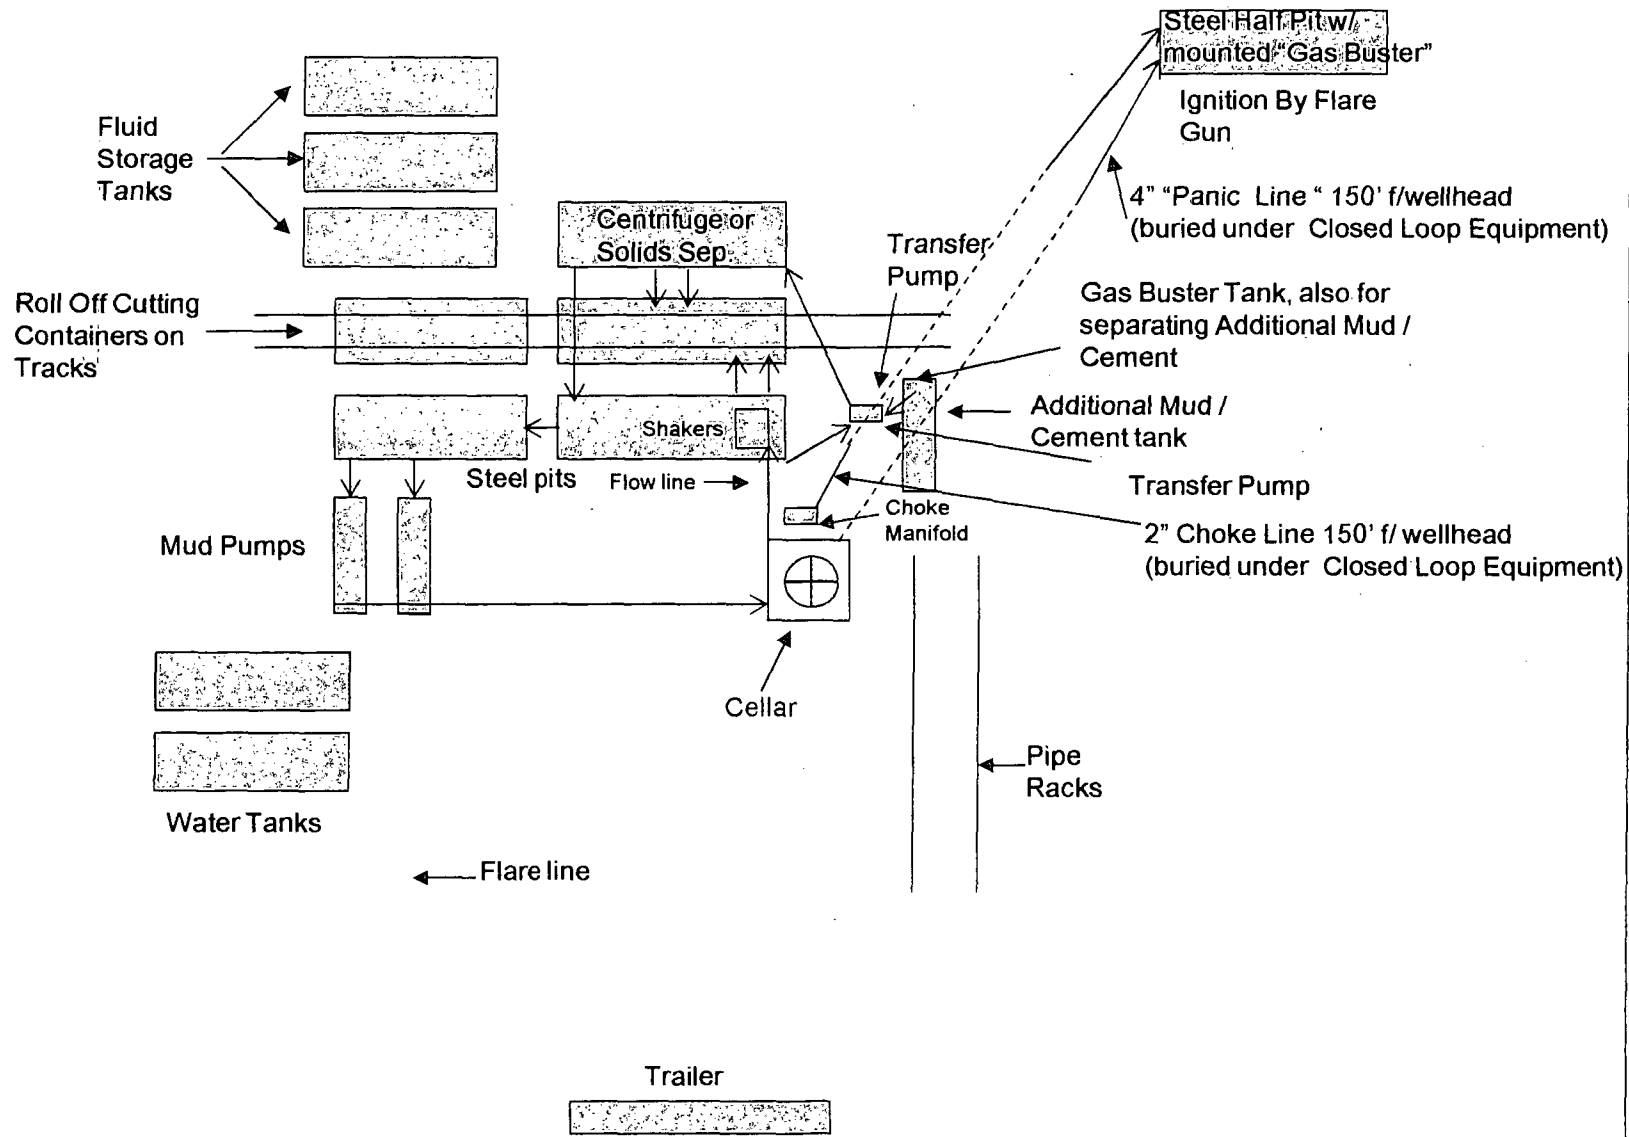 Steel Half Pit w/
mounted "Gas Buster"
Ignition By Flare
Gun
Fluid
Storage
Tanks
4" "Panic Line " 150' f/wellhead
(buried under Closed Loop Equipment)
Centrifuge or
Solids Sep
Transfer
Pump
Gas Buster Tank, also for
separating Additional Mud /
Cement
Roll Off Cutting
Containers on
Tracks
Additional Mud /
Cement tank
Shakers
Steel pits
Flow line
Transfer Pump
Choke
Manifold
2" Choke Line 150' f/ wellhead
(buried under Closed Loop Equipment)
Mud Pumps
Cellar
Pipe
Racks
Water Tanks
Flare line
Trailer